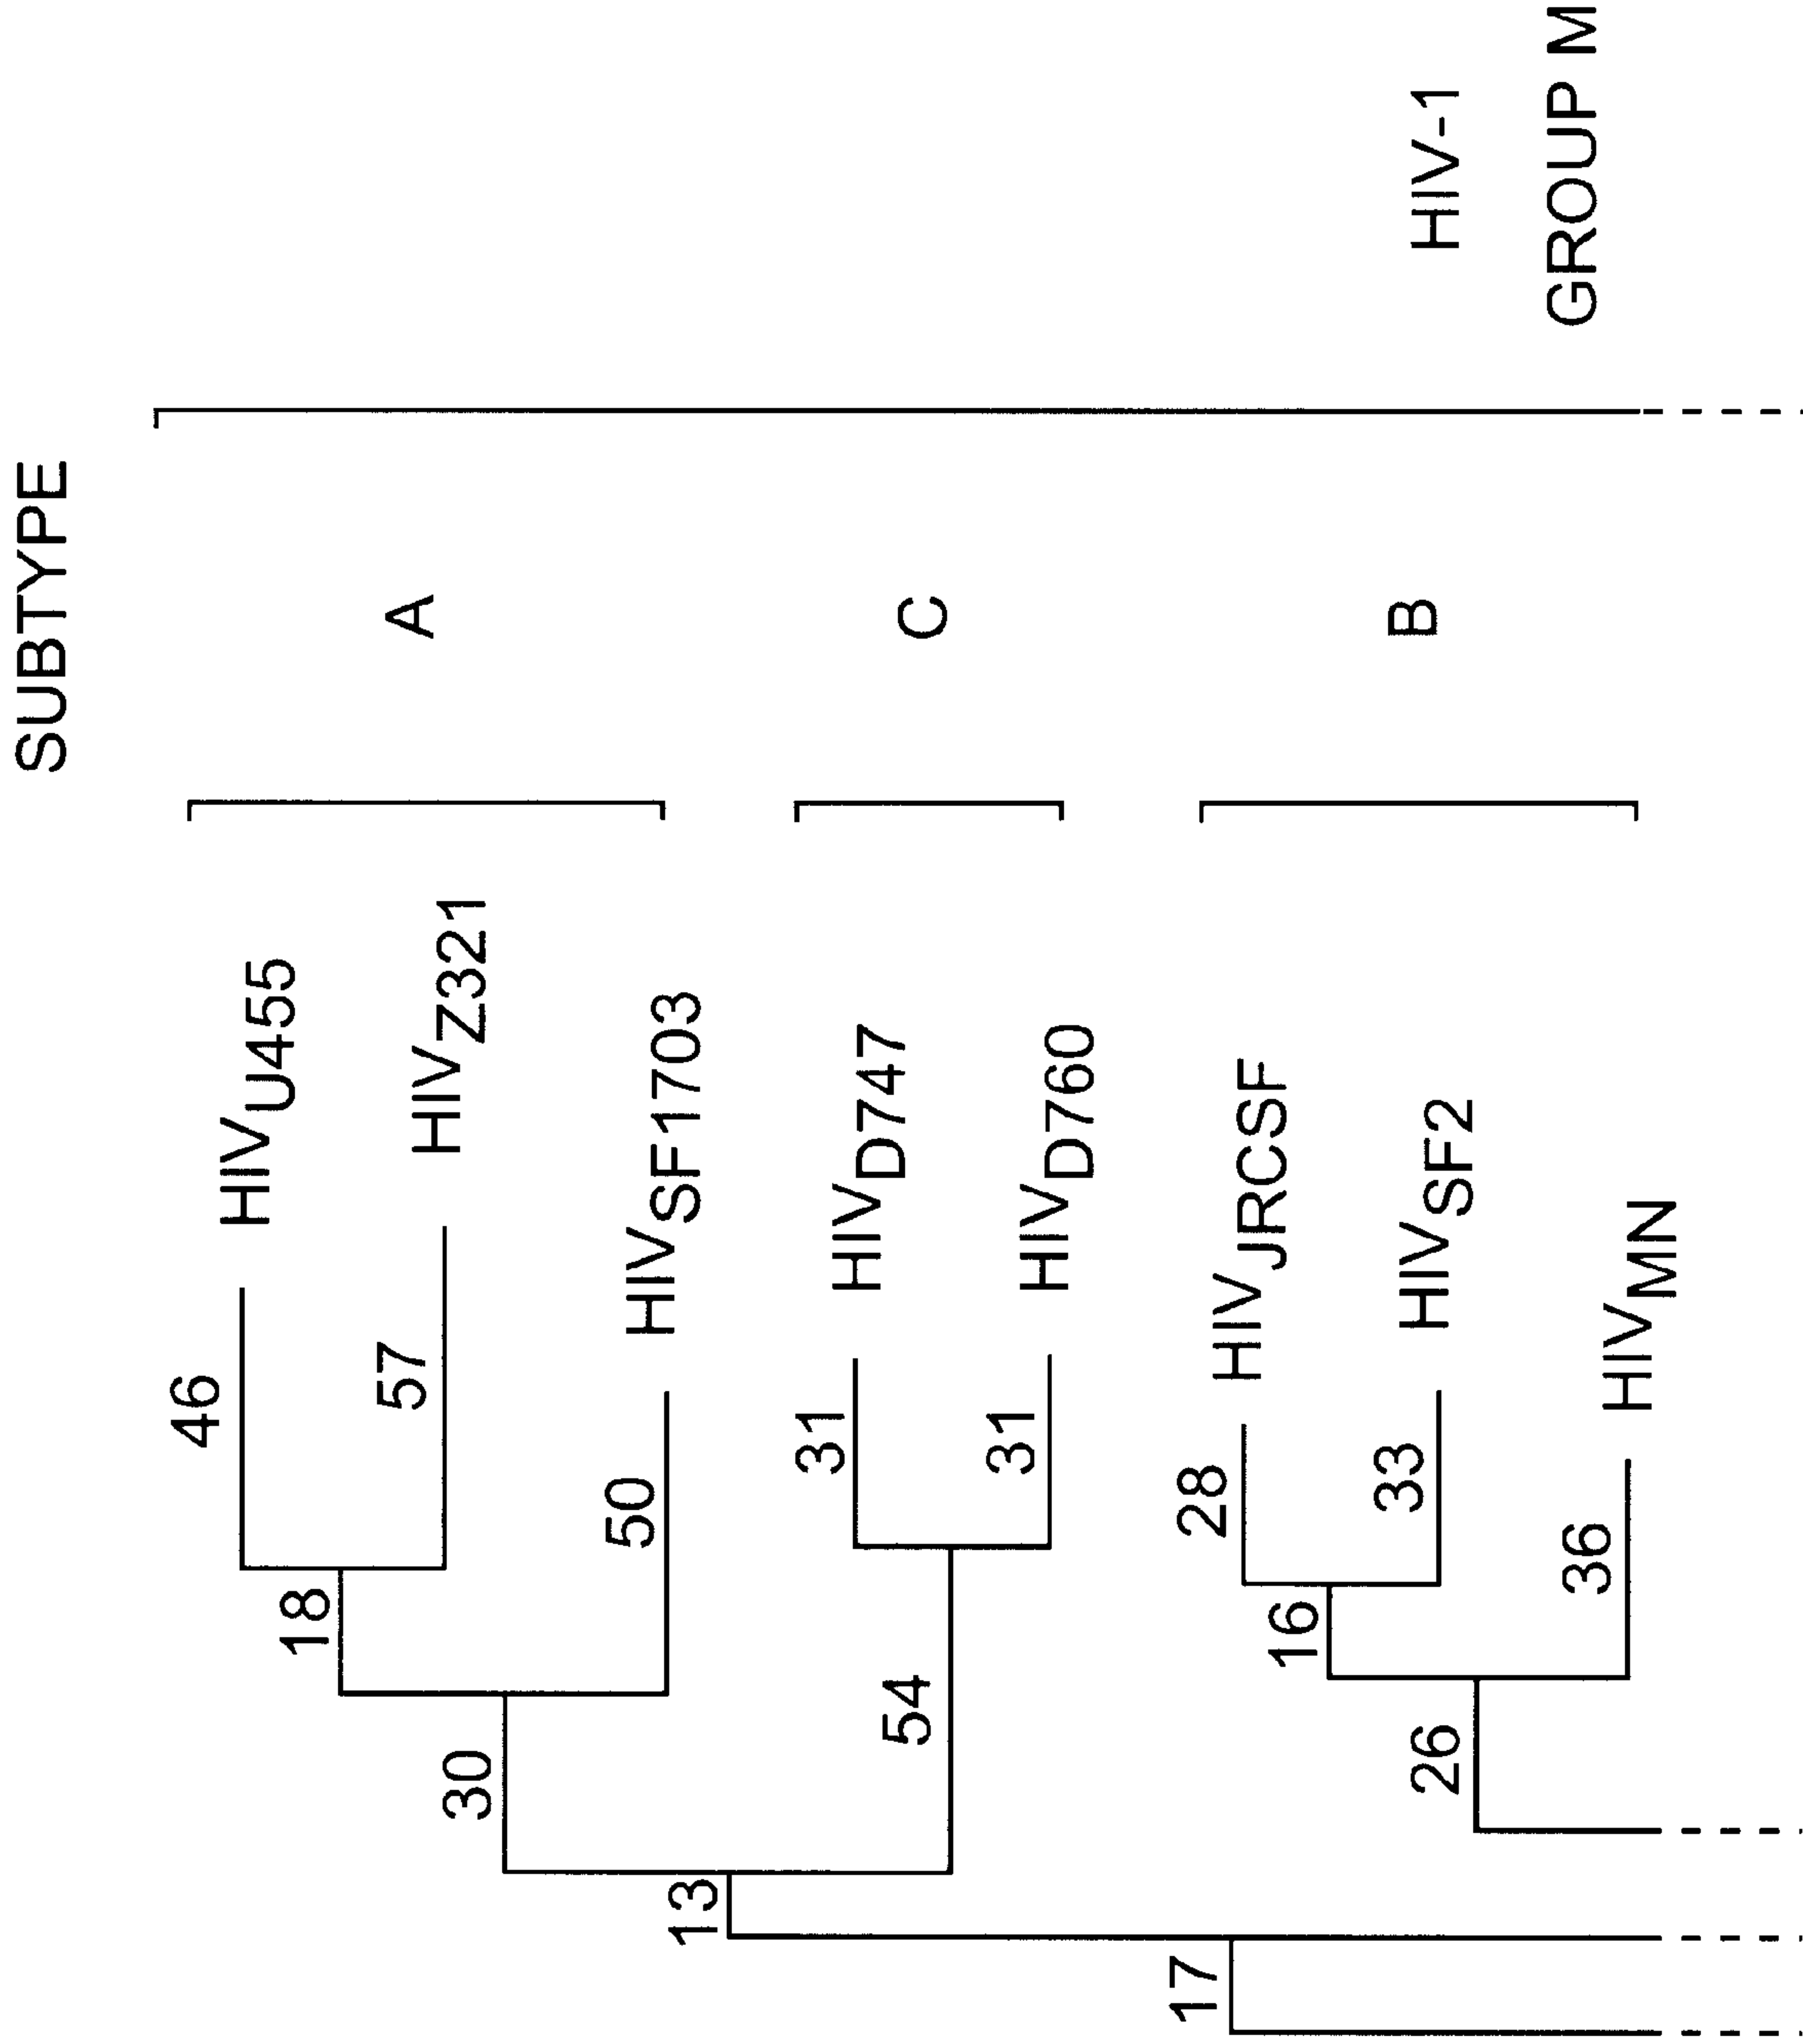 SUBTYPE
46
HIVU455
18
57
HIVZ321
A
30
50
HIVSF1703
13
31
HIVD747
54
C
31
HIVD760
17
28
HIVJRCSF
16
33
HIVSF2
B
HIV-1
26
36
HIVMN
GROUP M